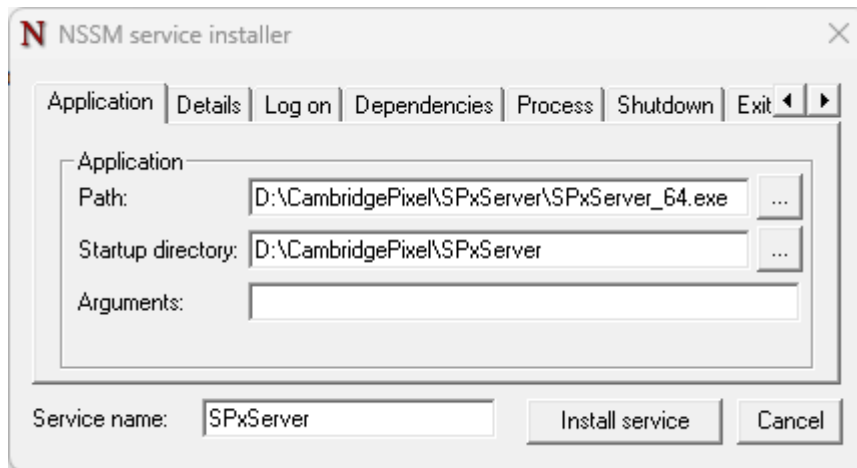 N NSSM service installer
Application Details Log on Dependencies Process Shutdown Exit
Application
Path: D:\CambridgePixel\SPxServer\SPxServer_64.exe ...
Startup directory: D:\CambridgePixel\SPxServer ...
Arguments:
Service name: SPxServer Install service Cancel